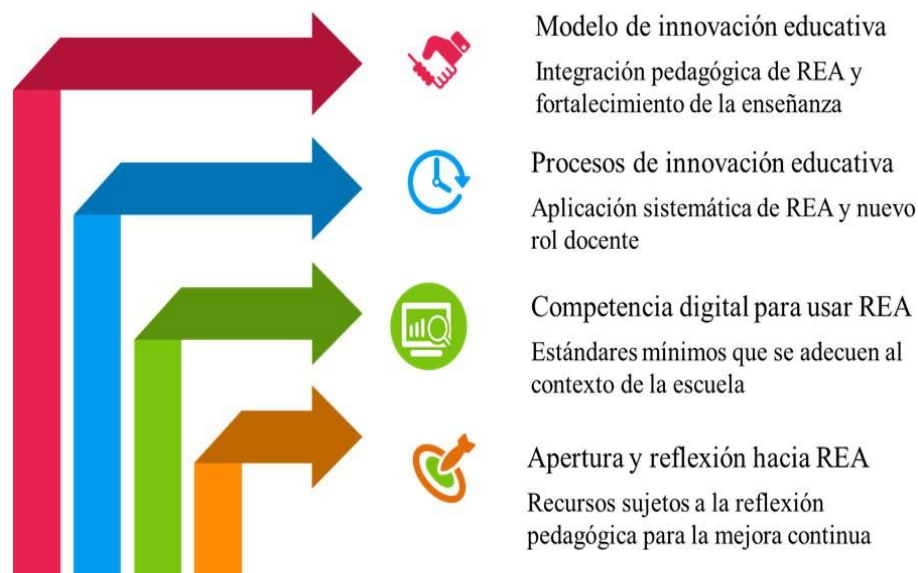 Modelo de innovación educativa
Integración pedagógica de REA y
fortalecimiento de la enseñanza
Procesos de innovación educativa
Aplicación sistemática de REA y nuevo
rol docente
Competencia digital para usar REA
Estándares mínimos que se adecuen al
contexto de la escuela
Apertura y reflexión hacia REA
Recursos sujetos a la reflexión
pedagógica para la mejora continua